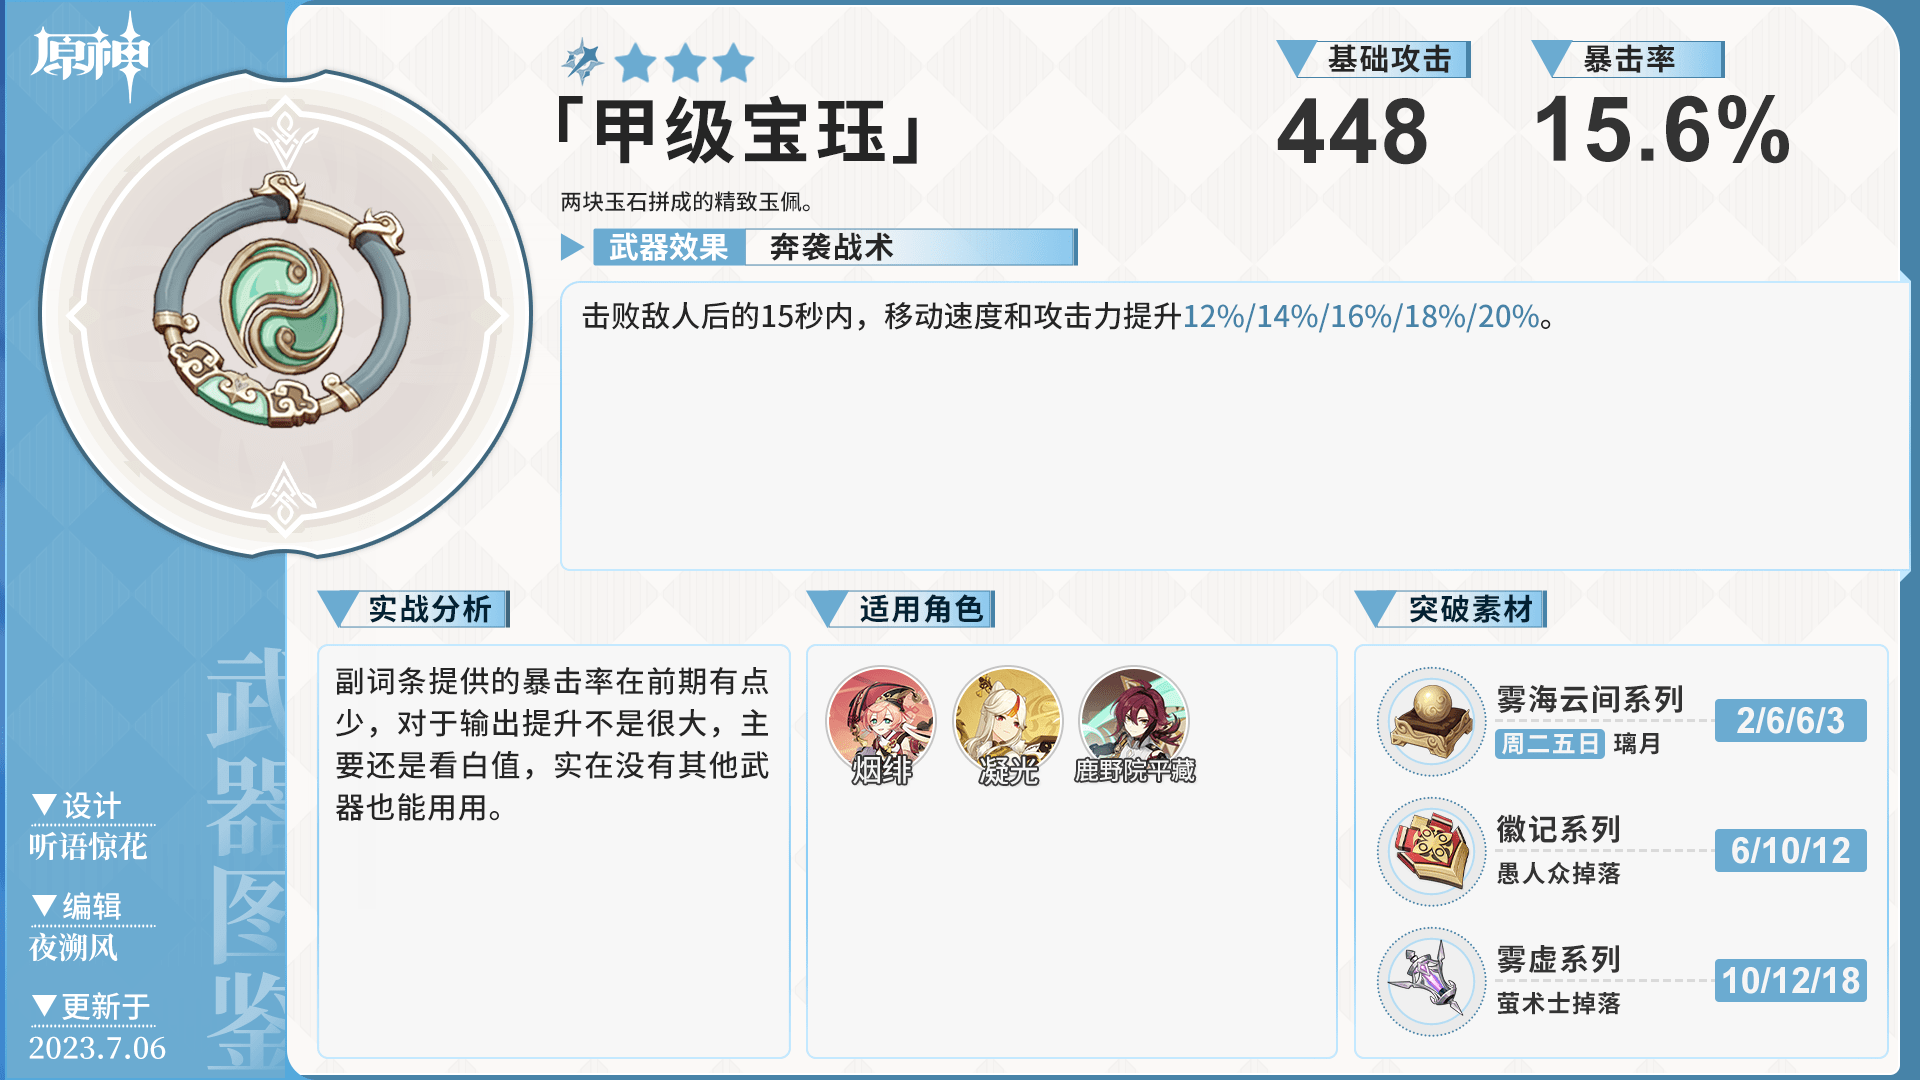 原神
「甲级宝珏」
两块玉石拼成的精致玉佩。
基础攻击
448
暴击率
15.6%
武器效果 奔袭战术
击败敌人后的15秒内，移动速度和攻击力提升12%/14%/16%/18%/20%。
实战分析
副词条提供的暴击率在前期有点
少，对于输出提升不是很大，主
要还是看白值，实在没有其他武
器也能用用。
适用角色
烟绯
凝光
鹿野院平藏
突破素材
雾海云间系列
周二五日 璃月
2/6/6/3
徽记系列
愚人众掉落
6/10/12
雾虚系列
萤术士掉落
10/12/18
武器图鉴
▼设计
听语惊花
▼编辑
夜溯风
▼更新于
2023.7.06